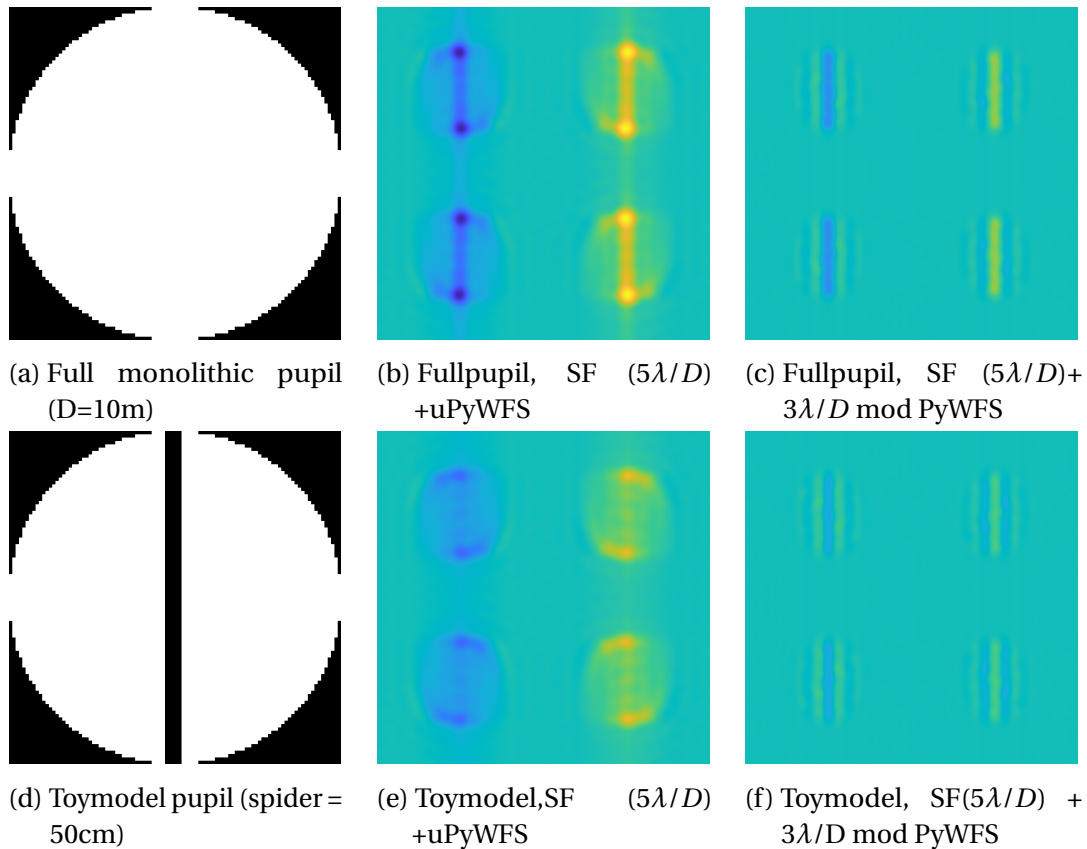 (a) Full monolithic pupil
(D=10m)
(b) Fullpupil, SF (5λ/D)
+uPyWFS
(c) Fullpupil, SF (5λ/D)+
3λ/D mod PyWFS
(d) Toymodel pupil (spider =
50cm)
(e) Toymodel,SF (5λ/D)
+uPyWFS
(f) Toymodel, SF(5λ/D) +
3λ/D mod PyWFS